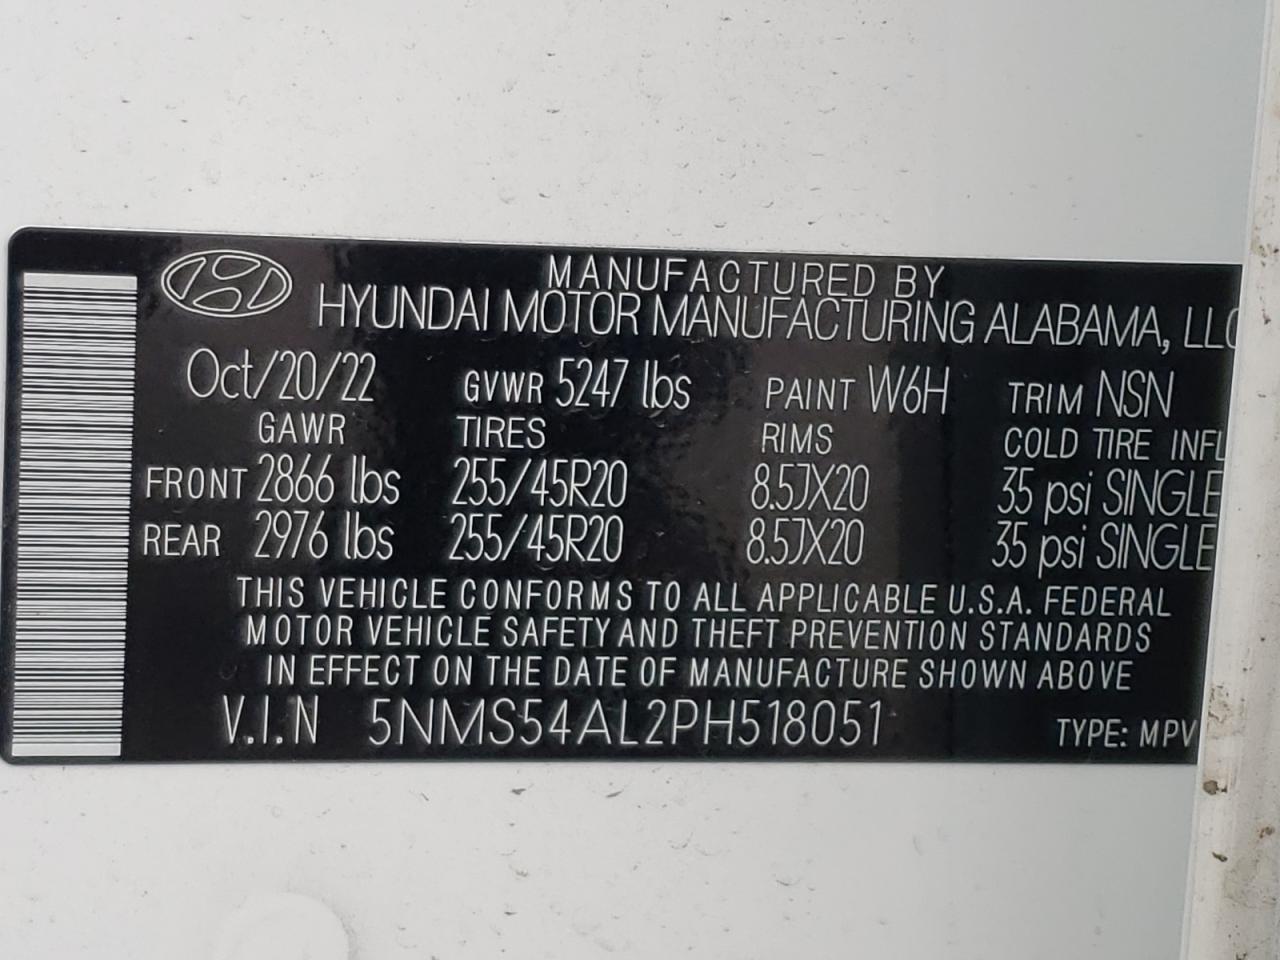 MANUFACTURED BY
HYUNDAI MOTOR MANUFACTURING ALABAMA, LLC
Oct/20/22 GVWR 5247 lbs PAINT W6H TRIM NSN
GAWR TIRES RIMS COLD TIRE INFL
FRONT 2866 lbs 255/45R20 8.5JX20 35 psi SINGLE
REAR 2976 lbs 255/45R20 8.5JX20 35 psi SINGLE
THIS VEHICLE CONFORMS TO ALL APPLICABLE U.S.A. FEDERAL
MOTOR VEHICLE SAFETY AND THEFT PREVENTION STANDARDS
IN EFFECT ON THE DATE OF MANUFACTURE SHOWN ABOVE
V.I.N 5NMS54AL2PH518051 TYPE: MPV